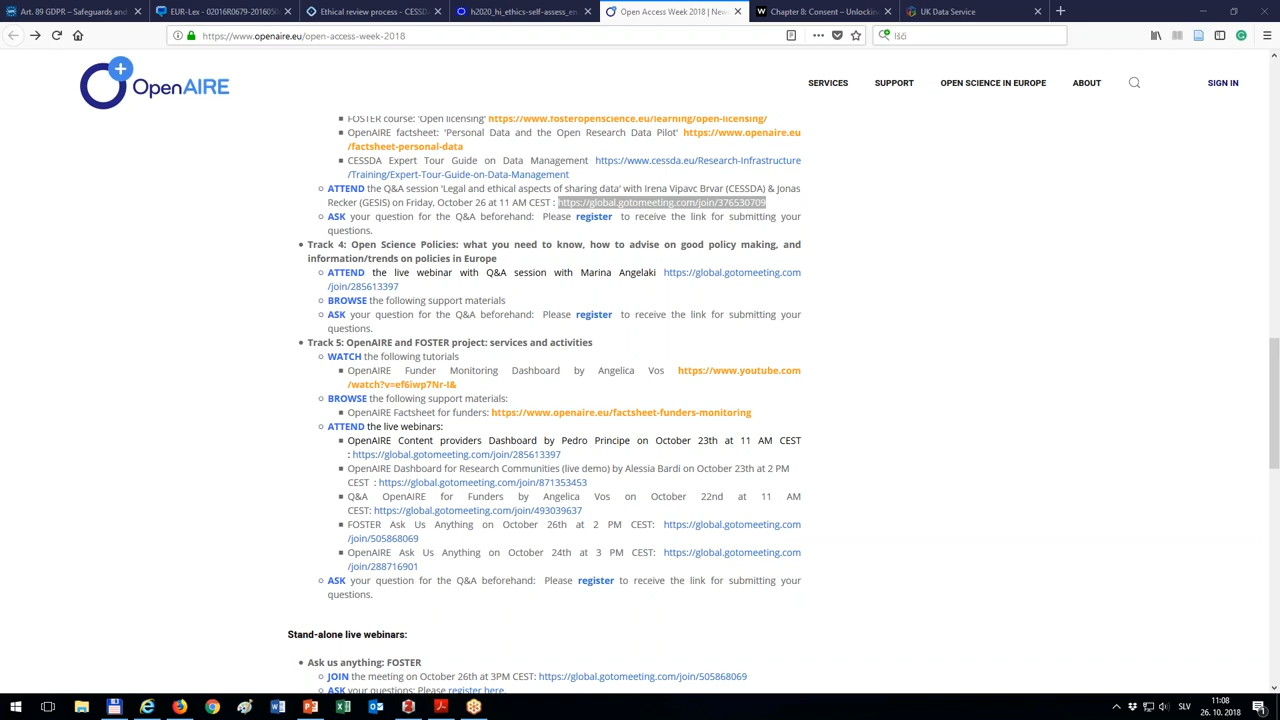 Art. 89 GDPR – Safeguards and
EUR-Lex - 02016R0679-20160504
Ethical review process - CESSDA
h2020_hi_ethics-self-assess_en
Open Access Week 2018 | New
Chapter 8: Consent – Unlockin
UK Data Service
https://www.openaire.eu/open-access-week-2018
Išči
OpenAIRE
SERVICES
SUPPORT
OPEN SCIENCE IN EUROPE
ABOUT
SIGN IN
FOSTER course: 'Open licensing' https://www.fosteropenscience.eu/learning/open-licensing/
OpenAIRE factsheet: 'Personal Data and the Open Research Data Pilot' https://www.openaire.eu
/factsheet-personal-data
CESSDA Expert Tour Guide on Data Management https://www.cessda.eu/Research-Infrastructure
/Training/Expert-Tour-Guide-on-Data-Management
ATTEND the Q&A session 'Legal and ethical aspects of sharing data' with Irena Vipavc Brvar (CESSDA) & Jonas
Recker (GESIS) on Friday, October 26 at 11 AM CEST : https://global.gotomeeting.com/join/376530709
ASK your question for the Q&A beforehand: Please register to receive the link for submitting your
questions.
Track 4: Open Science Policies: what you need to know, how to advise on good policy making, and
information/trends on policies in Europe
ATTEND the live webinar with Q&A session with Marina Angelaki https://global.gotomeeting.com
/join/285613397
BROWSE the following support materials
ASK your question for the Q&A beforehand: Please register to receive the link for submitting your
questions.
Track 5: OpenAIRE and FOSTER project: services and activities
WATCH the following tutorials
OpenAIRE Funder Monitoring Dashboard by Angelica Vos https://www.youtube.com
/watch?v=ef6iwp7Nr-I&
BROWSE the following support materials:
OpenAIRE Factsheet for funders: https://www.openaire.eu/factsheet-funders-monitoring
ATTEND the live webinars:
OpenAIRE Content providers Dashboard by Pedro Principe on October 23th at 11 AM CEST
: https://global.gotomeeting.com/join/285613397
OpenAIRE Dashboard for Research Communities (live demo) by Alessia Bardi on October 23th at 2 PM
CEST : https://global.gotomeeting.com/join/871353453
Q&A OpenAIRE for Funders by Angelica Vos on October 22nd at 11 AM
CEST: https://global.gotomeeting.com/join/493039637
FOSTER Ask Us Anything on October 26th at 2 PM CEST: https://global.gotomeeting.com
/join/505868069
OpenAIRE Ask Us Anything on October 24th at 3 PM CEST: https://global.gotomeeting.com
/join/288716901
ASK your question for the Q&A beforehand: Please register to receive the link for submitting your
questions.
Stand-alone live webinars:
Ask us anything: FOSTER
JOIN the meeting on October 26th at 3PM CEST: https://global.gotomeeting.com/join/505868069
ASK your questions: Please register here.
SLV
11:08
26. 10. 2018